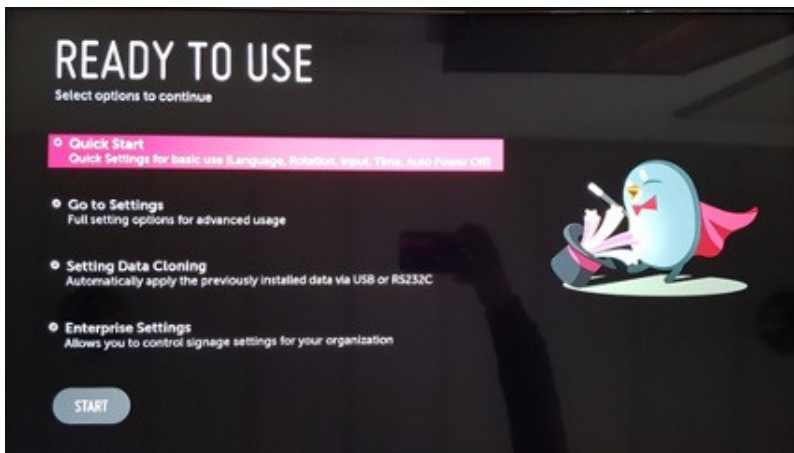 READY TO USE
Select options to continue
Quick Start
Quick Settings for basic use (Language, Rotation, Input, Time, Auto Power Off)
Go to Settings
Full setting options for advanced usage
Setting Data Cloning
Automatically apply the previously installed data via USB or RS232C
Enterprise Settings
Allows you to control signage settings for your organization
START